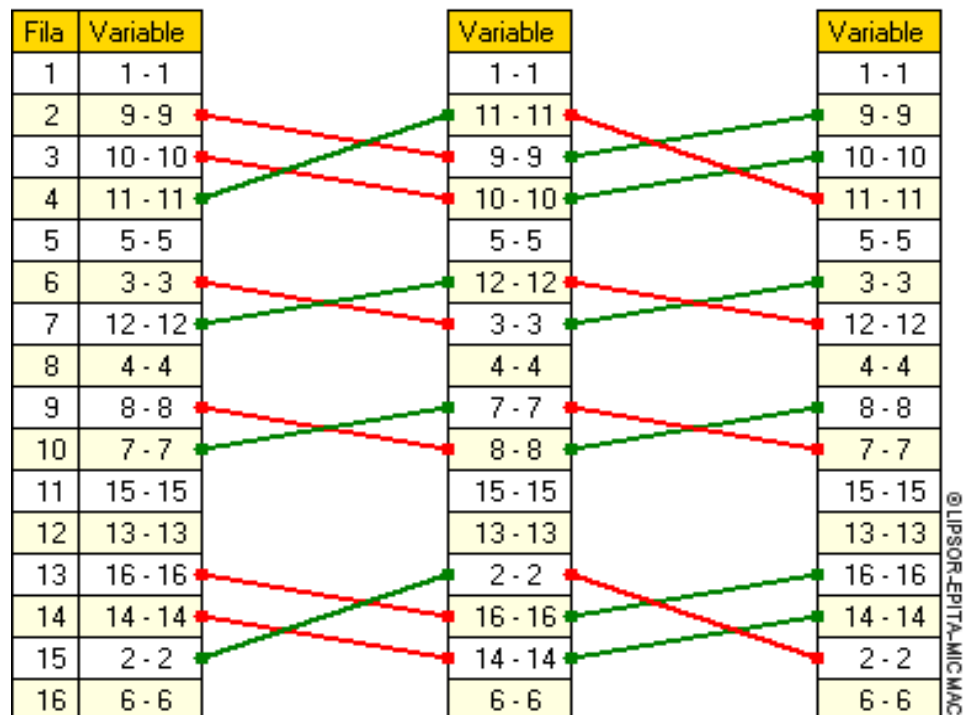 Fila Variable Variable Variable
1 1 - 1 1 - 1 1 - 1
2 9 - 9 11 - 11 9 - 9
3 10 - 10 9 - 9 10 - 10
4 11 - 11 10 - 10 11 - 11
5 5 - 5 5 - 5 5 - 5
6 3 - 3 12 - 12 3 - 3
7 12 - 12 3 - 3 12 - 12
8 4 - 4 4 - 4 4 - 4
9 8 - 8 7 - 7 8 - 8
10 7 - 7 8 - 8 7 - 7
11 15 - 15 15 - 15 15 - 15
12 13 - 13 13 - 13 13 - 13
13 16 - 16 2 - 2 16 - 16
14 14 - 14 16 - 16 14 - 14
15 2 - 2 14 - 14 2 - 2
16 6 - 6 6 - 6 6 - 6
© LIPSOR-EPITA-MICMAC